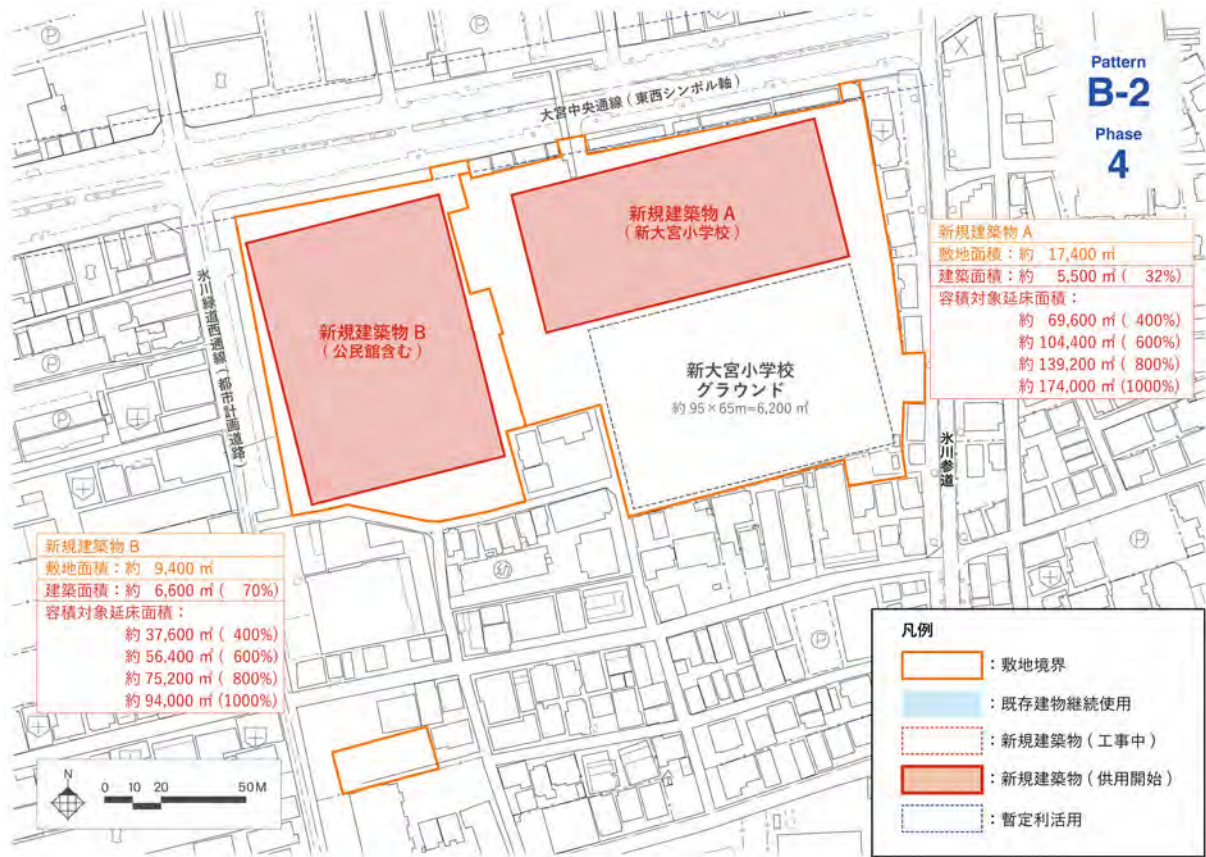 Pattern
B-2
Phase
4
大宮中央通線(東西シンボル軸)
氷川緑道西通線(都市計画道路)
氷川参道
新規建築物 A
(新大宮小学校)
新規建築物 B
(公民館含む)
新大宮小学校
グラウンド
約 95×65m=6,200 ㎡
新規建築物 A
敷地面積:約 17,400 ㎡
建築面積:約 5,500 ㎡( 32%)
容積対象延床面積:
約 69,600 ㎡( 400%)
約 104,400 ㎡( 600%)
約 139,200 ㎡( 800%)
約 174,000 ㎡(1000%)
新規建築物 B
敷地面積:約 9,400 ㎡
建築面積:約 6,600 ㎡( 70%)
容積対象延床面積:
約 37,600 ㎡( 400%)
約 56,400 ㎡( 600%)
約 75,200 ㎡( 800%)
約 94,000 ㎡(1000%)
幼
P
P
P
P
P
P
N
0 10 20 50M
凡例
:敷地境界
:既存建物継続使用
:新規建築物(工事中)
:新規建築物(供用開始)
:暫定利活用